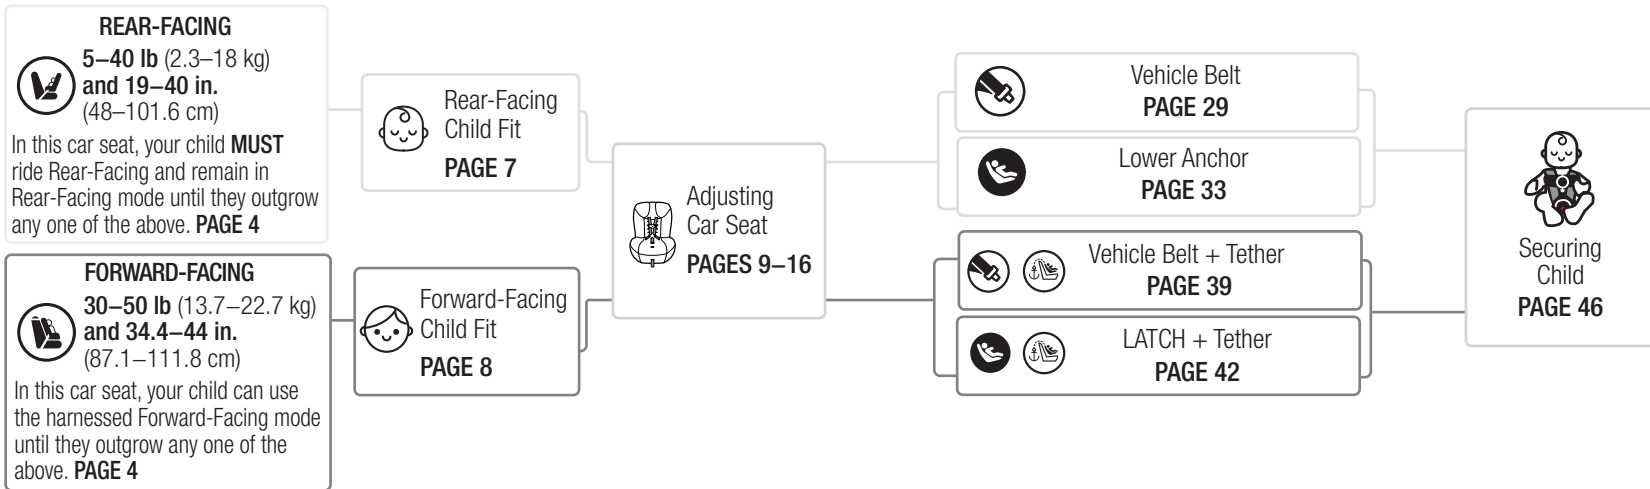 REAR-FACING
5–40 lb (2.3–18 kg)
and 19–40 in.
(48–101.6 cm)
In this car seat, your child MUST
ride Rear-Facing and remain in
Rear-Facing mode until they outgrow
any one of the above. PAGE 4
FORWARD-FACING
30–50 lb (13.7–22.7 kg)
and 34.4–44 in.
(87.1–111.8 cm)
In this car seat, your child can use
the harnessed Forward-Facing mode
until they outgrow any one of the
above. PAGE 4
Rear-Facing
Child Fit
PAGE 7
Forward-Facing
Child Fit
PAGE 8
Adjusting
Car Seat
PAGES 9–16
Vehicle Belt
PAGE 29
Lower Anchor
PAGE 33
Vehicle Belt + Tether
PAGE 39
LATCH + Tether
PAGE 42
Securing
Child
PAGE 46